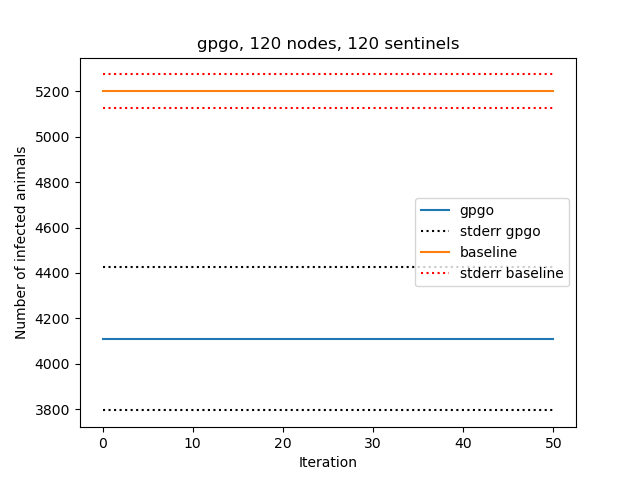 gpgo, 120 nodes, 120 sentinels
5200
5000
4800
4600
4400
4200
4000
3800
Number of infected animals
gpgo
stderr gpgo
baseline
stderr baseline
0 10 20 30 40 50
Iteration